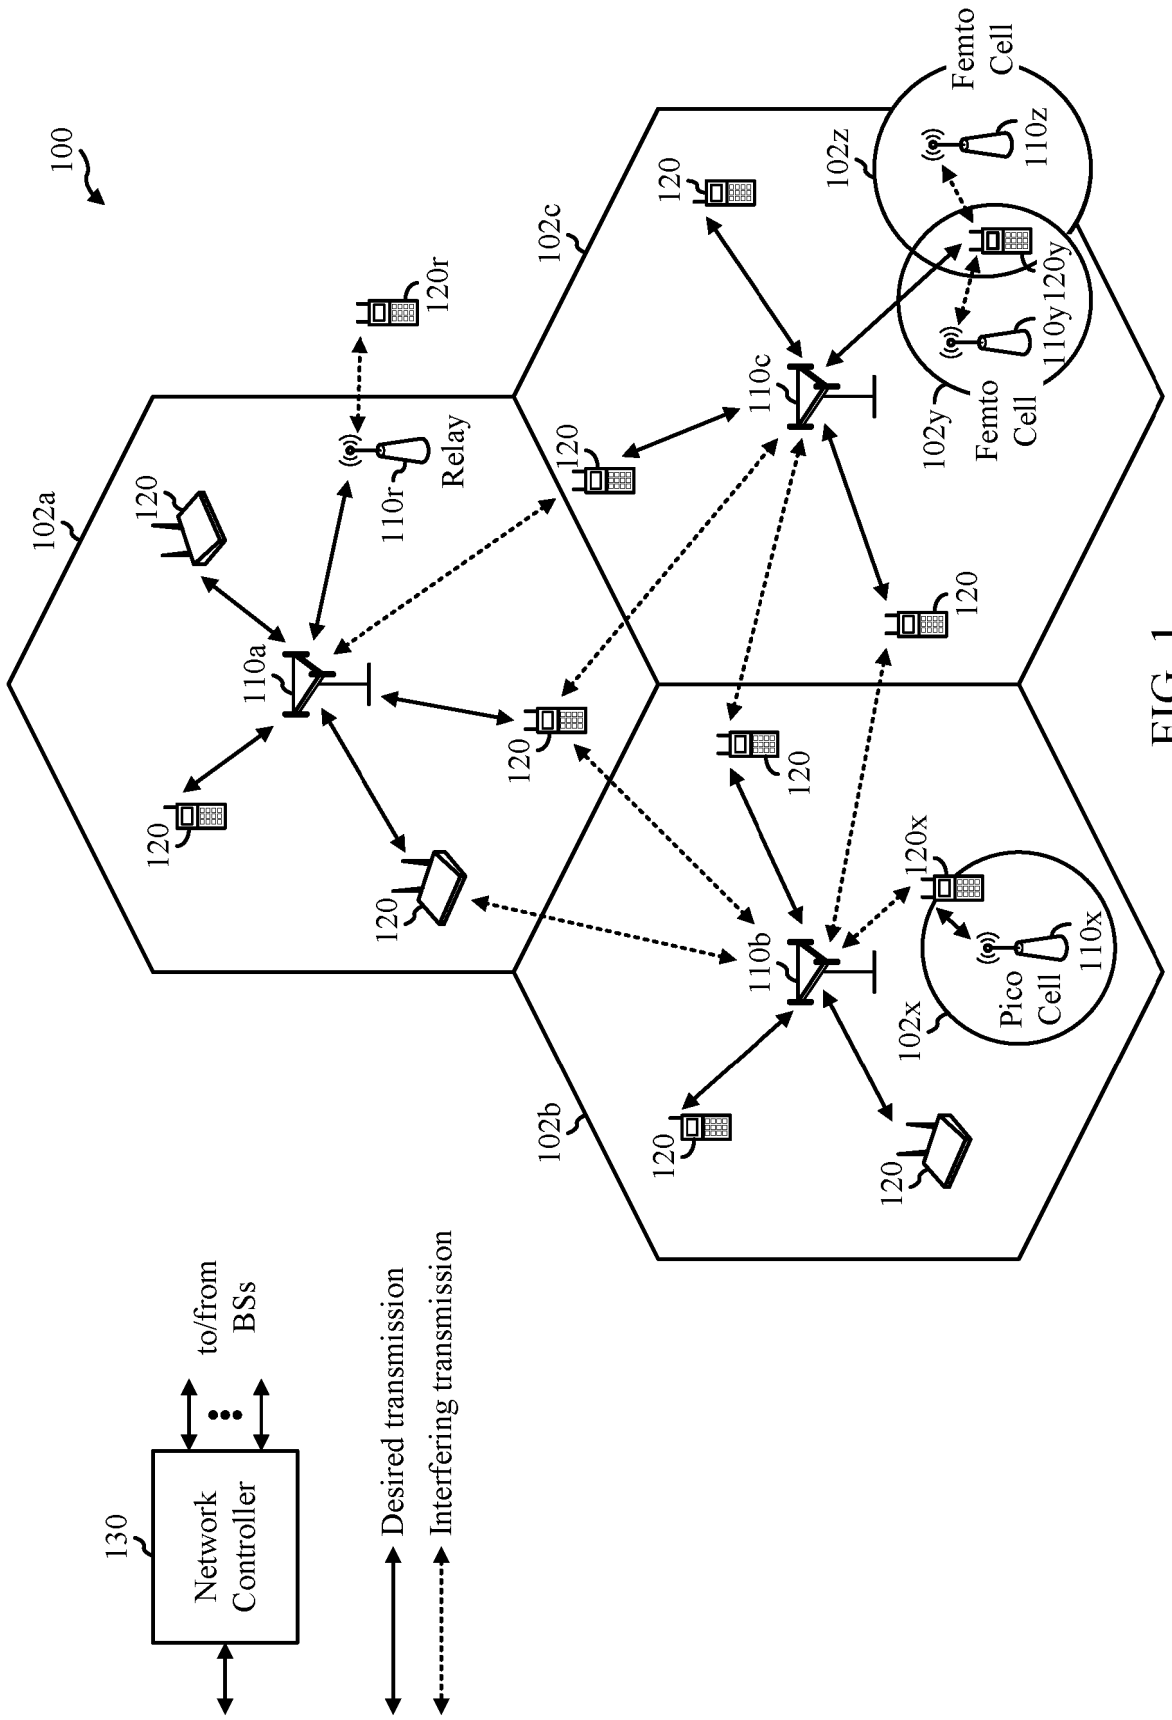 100
130
Network
Controller
to/from
BSs
Desired transmission
Interfering transmission
102a
120
120
110a
110r
Relay
120r
120
120
102b
120
110b
120
120
102x
Pico
Cell
110x
120x
102c
120
120
110c
120
102y
Femto
Cell
110y
120y
102z
110z
Femto
Cell
FIG. 1